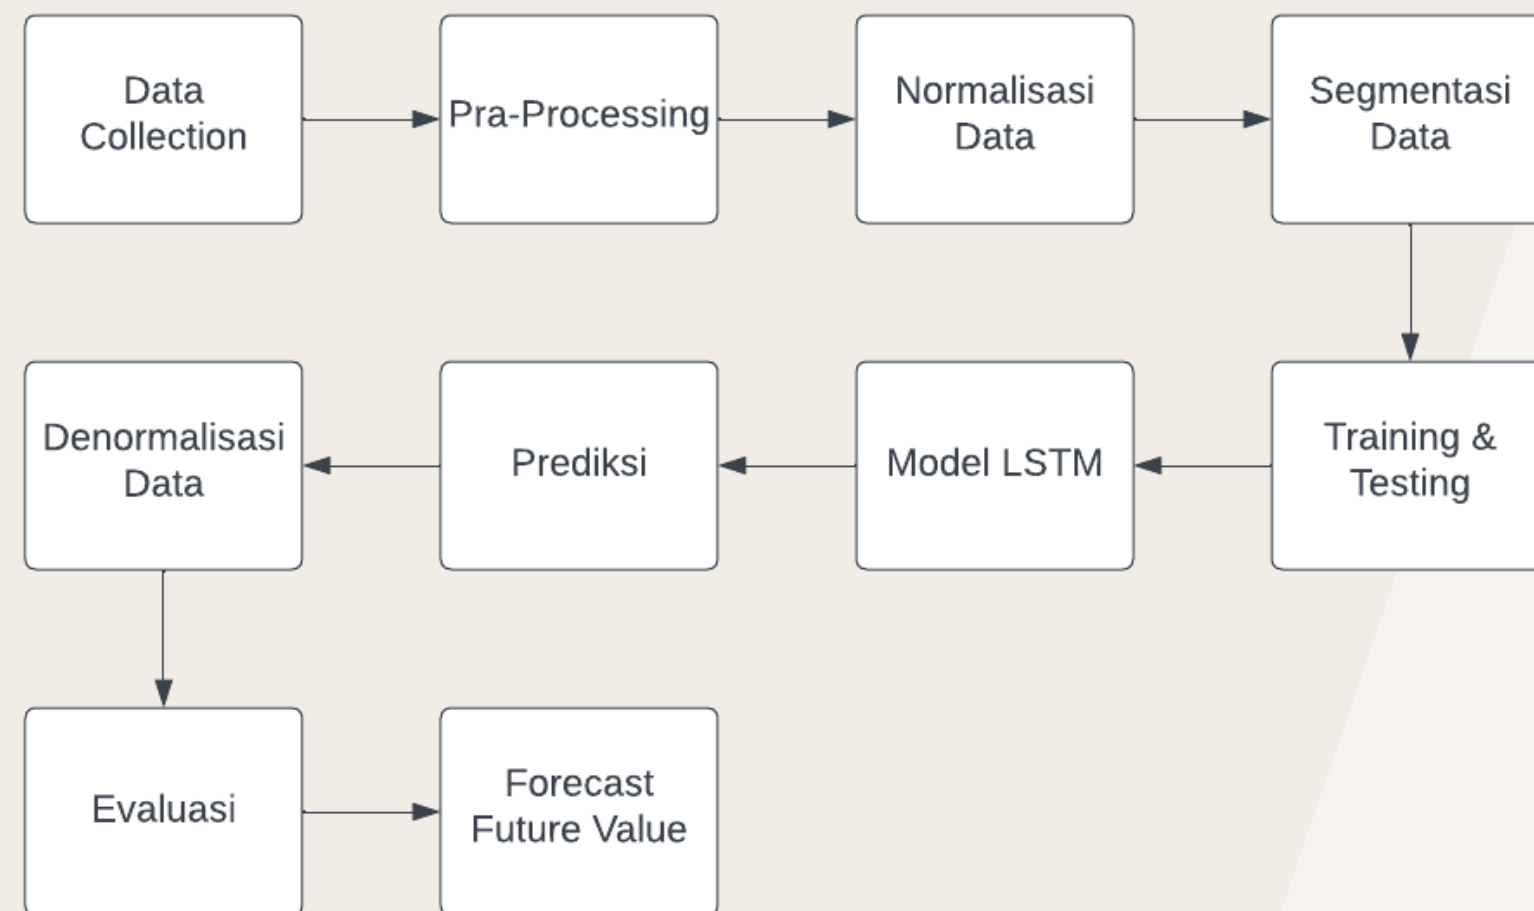 Data
Collection
Pra-Processing
Normalisasi
Data
Segmentasi
Data
Training &
Testing
Model LSTM
Prediksi
Denormalisasi
Data
Evaluasi
Forecast
Future Value